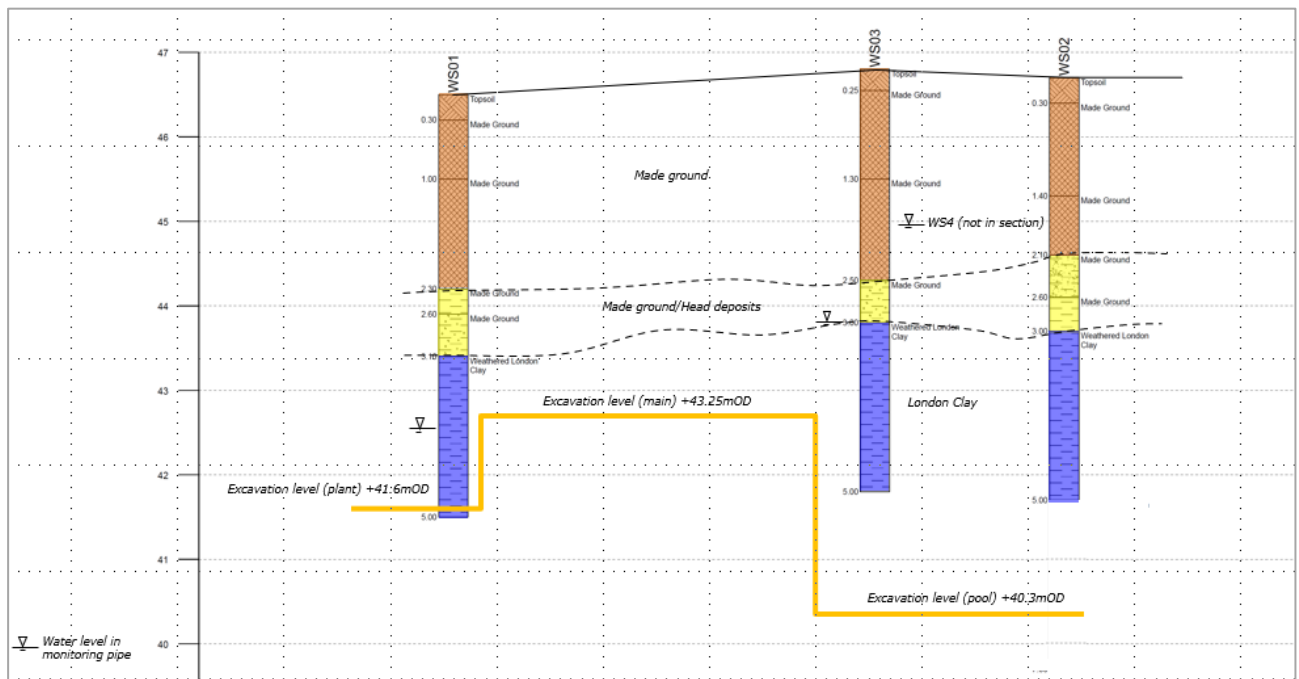 47
46
45
44
43
42
41
40
WS01
Topsoil
0.30
Made Ground
1.00
Made Ground
2.30
Made Ground
2.60
Made Ground
3.10
Weathered London
Clay
5.00
WS03
Topsoil
0.25
Made Ground
1.30
Made Ground
2.50
Made Ground
3.00
Weathered London
Clay
5.00
WS02
Topsoil
0.30
Made Ground
1.40
Made Ground
2.10
Made Ground
2.60
Made Ground
3.00
Weathered London
Clay
5.00
Made ground
WS4 (not in section)
Made ground/Head deposits
Excavation level (main) +43.25mOD
London Clay
Excavation level (plant) +41.6mOD
Excavation level (pool) +40.3mOD
Water level in
monitoring pipe